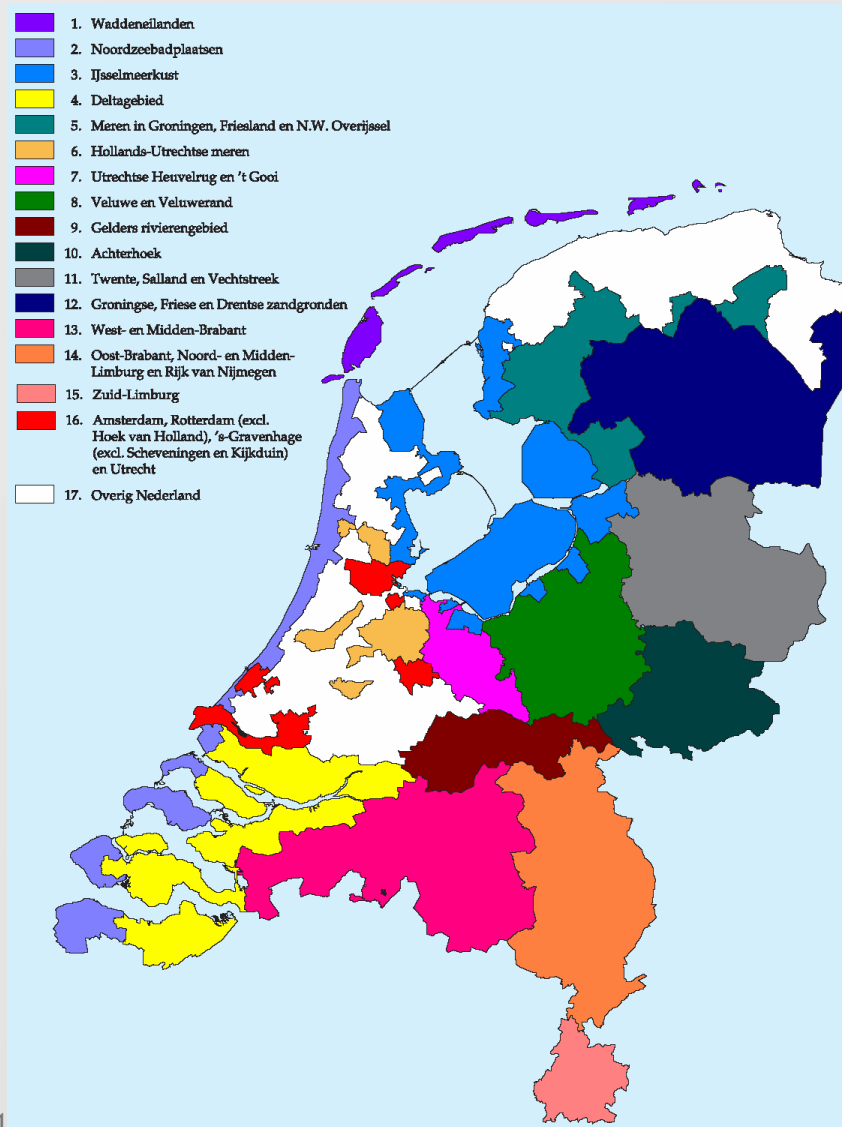 1. Waddeneilanden
2. Noordzeebadplaatsen
3. IJsselmeerkust
4. Deltagebied
5. Meren in Groningen, Friesland en N.W. Overijssel
6. Hollands-Utrechtse meren
7. Utrechtse Heuvelrug en 't Gooi
8. Veluwe en Veluwerand
9. Gelders rivierengebied
10. Achterhoek
11. Twente, Salland en Vechtstreek
12. Groningse, Friese en Drentse zandgronden
13. West- en Midden-Brabant
14. Oost-Brabant, Noord- en Midden-
Limburg en Rijk van Nijmegen
15. Zuid-Limburg
16. Amsterdam, Rotterdam (excl.
Hoek van Holland), 's-Gravenhage
(excl. Scheveningen en Kijkduin)
en Utrecht
17. Overig Nederland